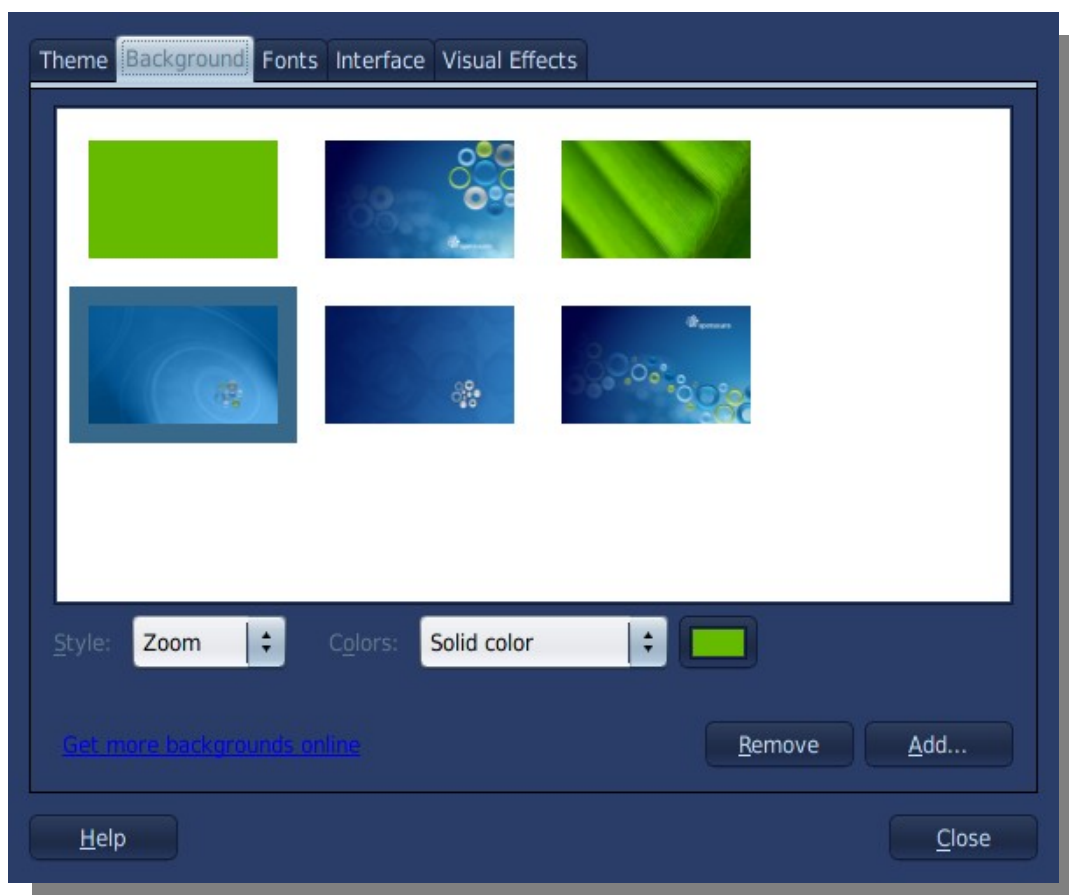 Theme Background Fonts Interface Visual Effects
Style: Zoom Colors: Solid color
Get more backgrounds online Remove Add...
Help Close